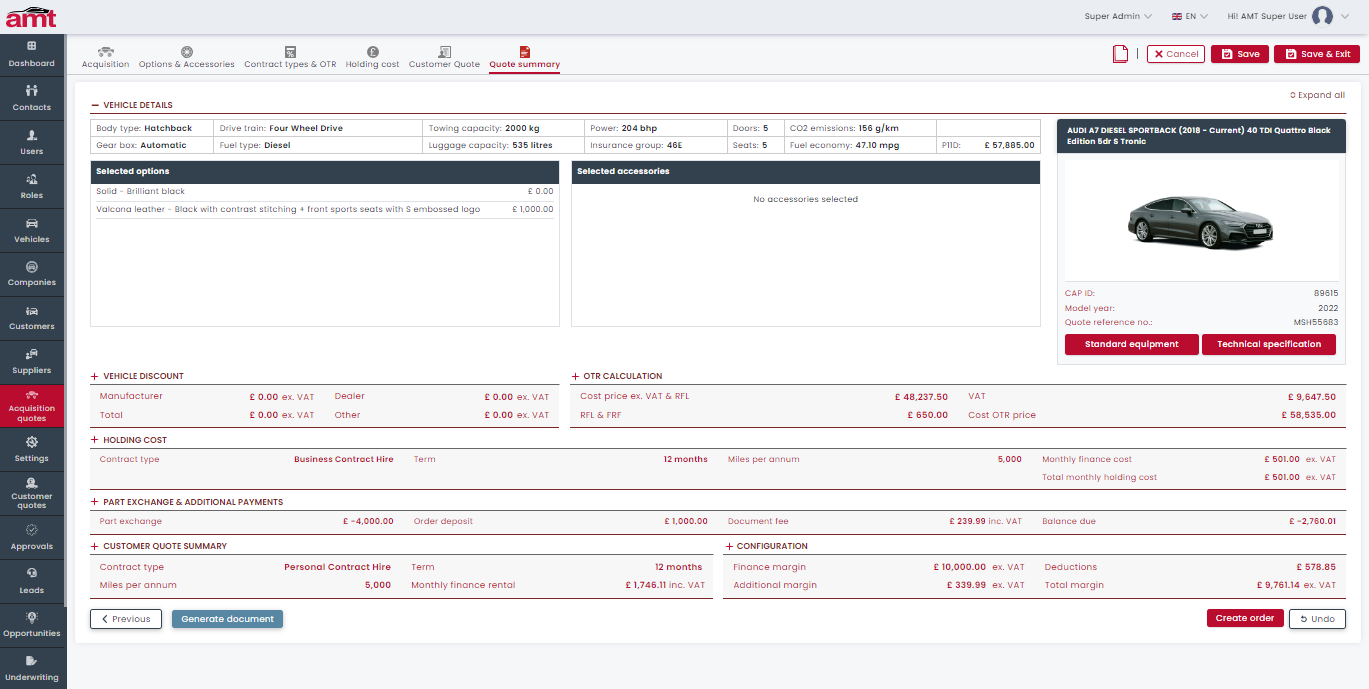 amt
Super Admin
EN
Hi! AMT Super User
Dashboard
Contacts
Users
Roles
Vehicles
Companies
Customers
Suppliers
Acquisition
quotes
Settings
Customer
quotes
Approvals
Leads
Opportunities
Underwriting
Acquisition
Options & Accessories
Contract types & OTR
Holding cost
Customer Quote
Quote summary
Cancel
Save
Save & Exit
Expand all
VEHICLE DETAILS
Body type: Hatchback Drive train: Four Wheel Drive Towing capacity: 2000 kg Power: 204 bhp Doors: 5 CO2 emissions: 156 g/km
Gear box: Automatic Fuel type: Diesel Luggage capacity: 535 litres Insurance group: 46E Seats: 5 Fuel economy: 47.10 mpg P11D: £ 57,885.00
Selected options
Solid - Brilliant black £ 0.00
Valcona leather - Black with contrast stitching + front sports seats with S embossed logo £ 1,000.00
Selected accessories
No accessories selected
AUDI A7 DIESEL SPORTBACK (2018 - Current) 40 TDI Quattro Black
Edition 5dr S Tronic
CAP ID: 89615
Model year: 2022
Quote reference no.: MSH55683
Standard equipment
Technical specification
VEHICLE DISCOUNT
Manufacturer £ 0.00 ex. VAT Dealer £ 0.00 ex. VAT
Total £ 0.00 ex. VAT Other £ 0.00 ex. VAT
OTR CALCULATION
Cost price ex. VAT & RFL £ 48,237.50 VAT £ 9,647.50
RFL & FRF £ 650.00 Cost OTR price £ 58,535.00
HOLDING COST
Contract type Business Contract Hire Term 12 months Miles per annum 5,000 Monthly finance cost £ 501.00 ex. VAT
Total monthly holding cost £ 501.00 ex. VAT
PART EXCHANGE & ADDITIONAL PAYMENTS
Part exchange £ -4,000.00 Order deposit £ 1,000.00 Document fee £ 239.99 inc. VAT Balance due £ -2,760.01
CUSTOMER QUOTE SUMMARY
Contract type Personal Contract Hire Term 12 months
Miles per annum 5,000 Monthly finance rental £ 1,746.11 inc. VAT
CONFIGURATION
Finance margin £ 10,000.00 ex. VAT Deductions £ 578.85
Additional margin £ 339.99 ex. VAT Total margin £ 9,761.14 ex. VAT
Previous
Generate document
Create order
Undo